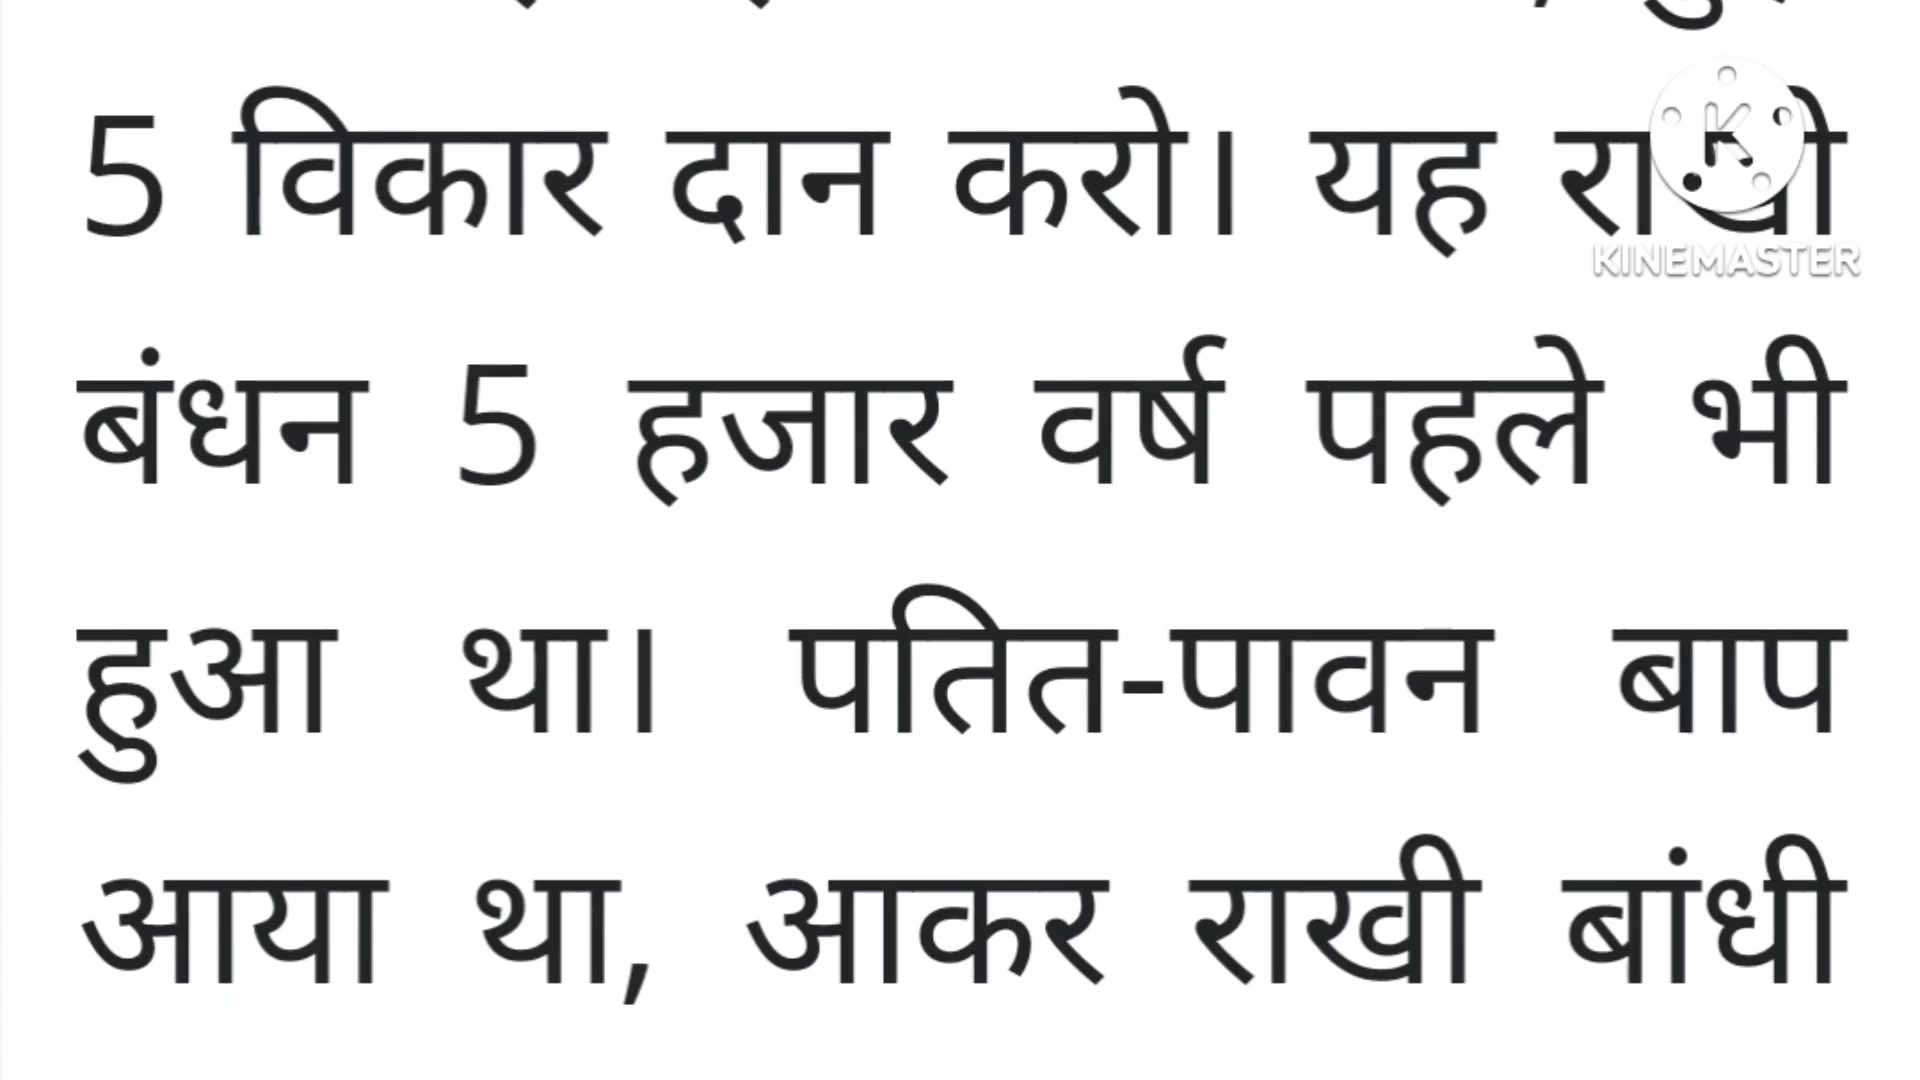 5 विकार दान करो। यह राखी
KINEMASTER
बंधन 5 हजार वर्ष पहले भी
हुआ था। पतित-पावन बाप
आया था, आकर राखी बांधी